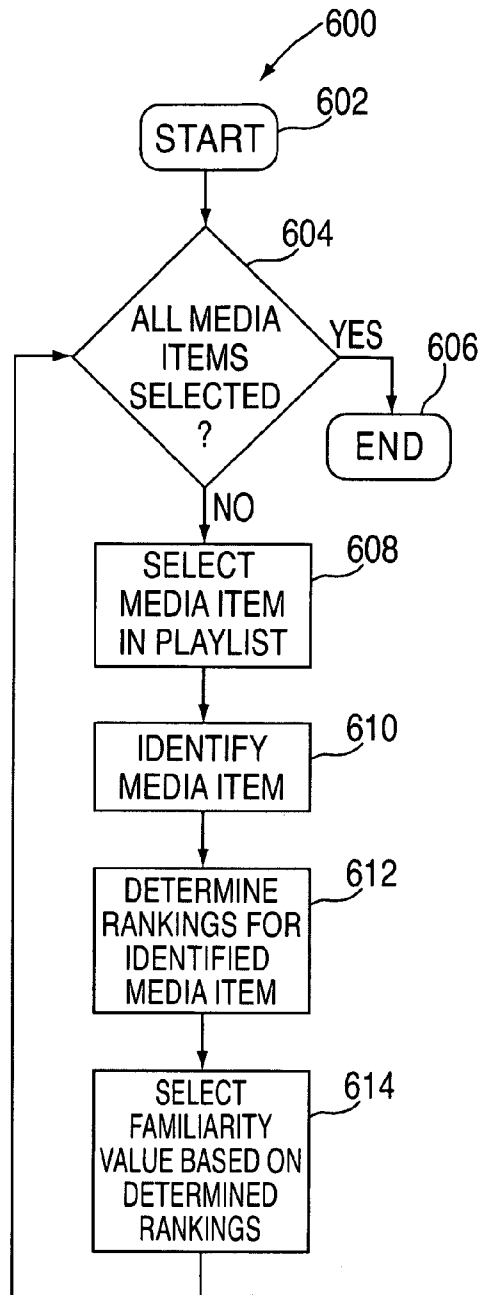 600
602
START
604
ALL MEDIA
ITEMS
SELECTED
?
YES
606
END
NO
608
SELECT
MEDIA ITEM
IN PLAYLIST
610
IDENTIFY
MEDIA ITEM
612
DETERMINE
RANKINGS FOR
IDENTIFIED
MEDIA ITEM
614
SELECT
FAMILIARITY
VALUE BASED ON
DETERMINED
RANKINGS